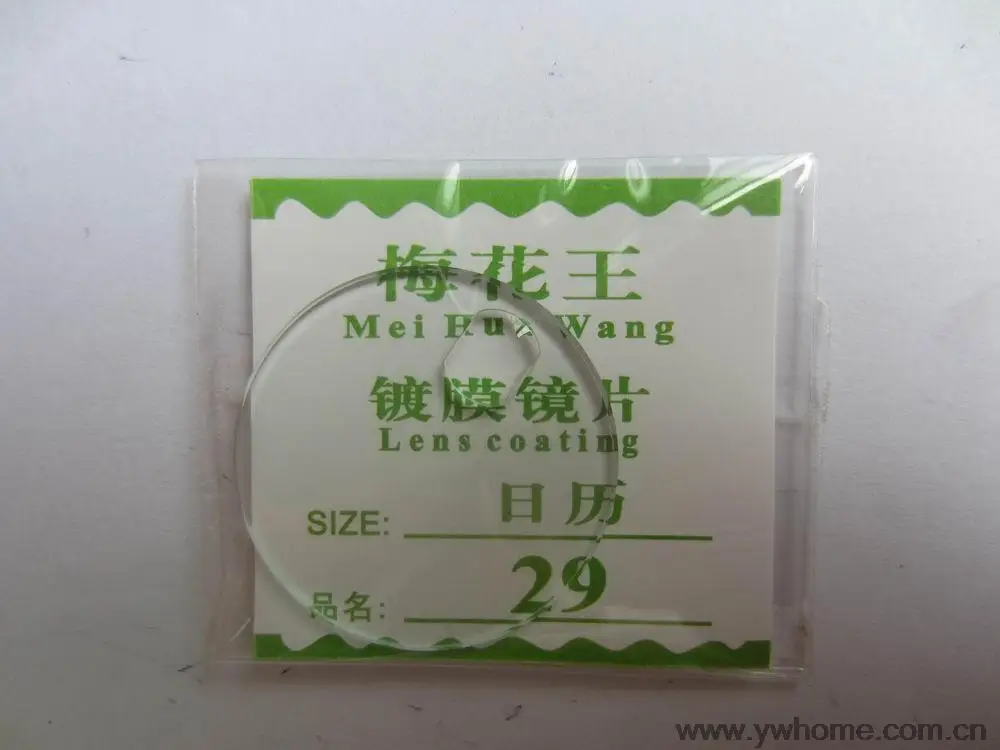 梅花王
Mei Hua Wang
镀膜镜片
Lens coating
SIZE: 日历
品名: 29
www.ywhome.com.cn